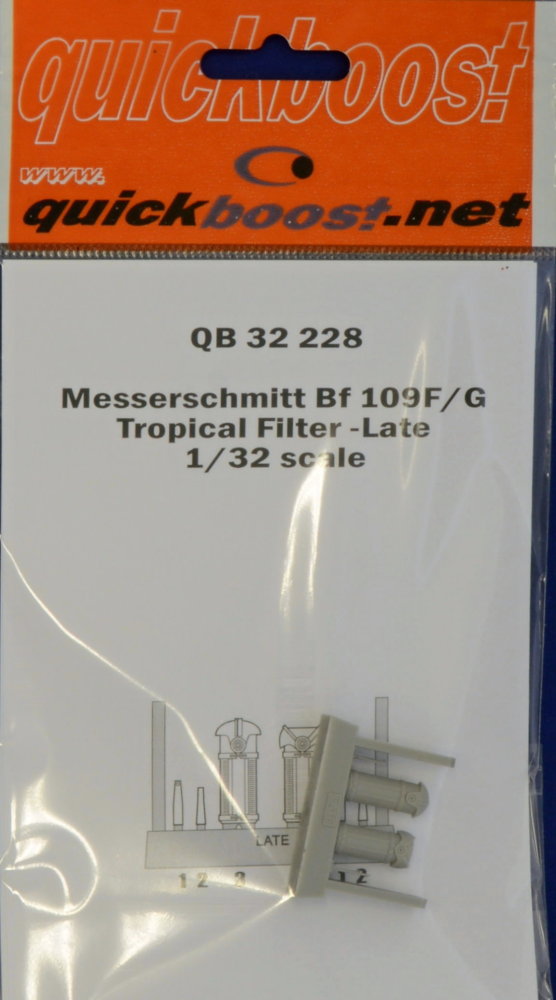 quickboost
www.
quickboost.net
QB 32 228
Messerschmitt Bf 109F/G
Tropical Filter -Late
1/32 scale
LATE
1 2 3 1 2